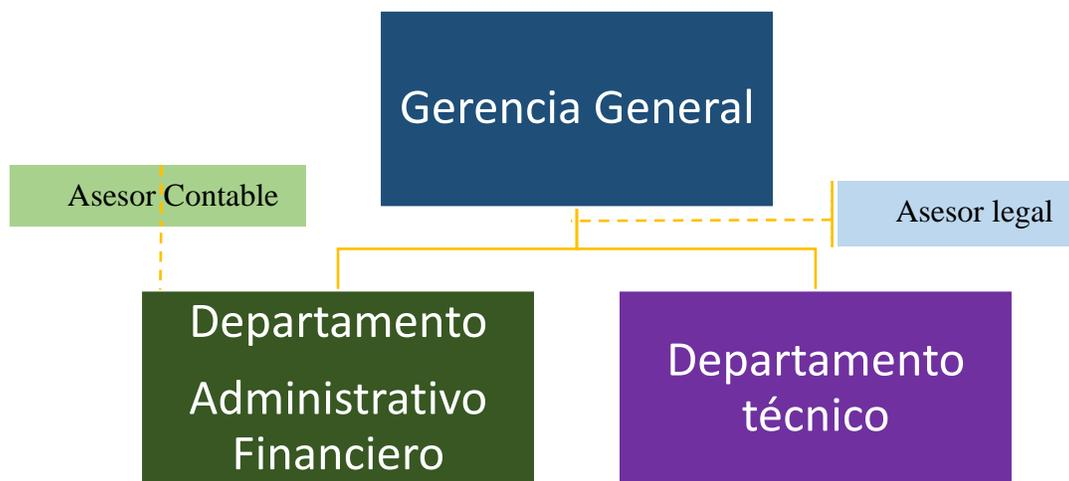 Gerencia General
Asesor Contable
Asesor legal
Departamento
Administrativo
Financiero
Departamento
técnico